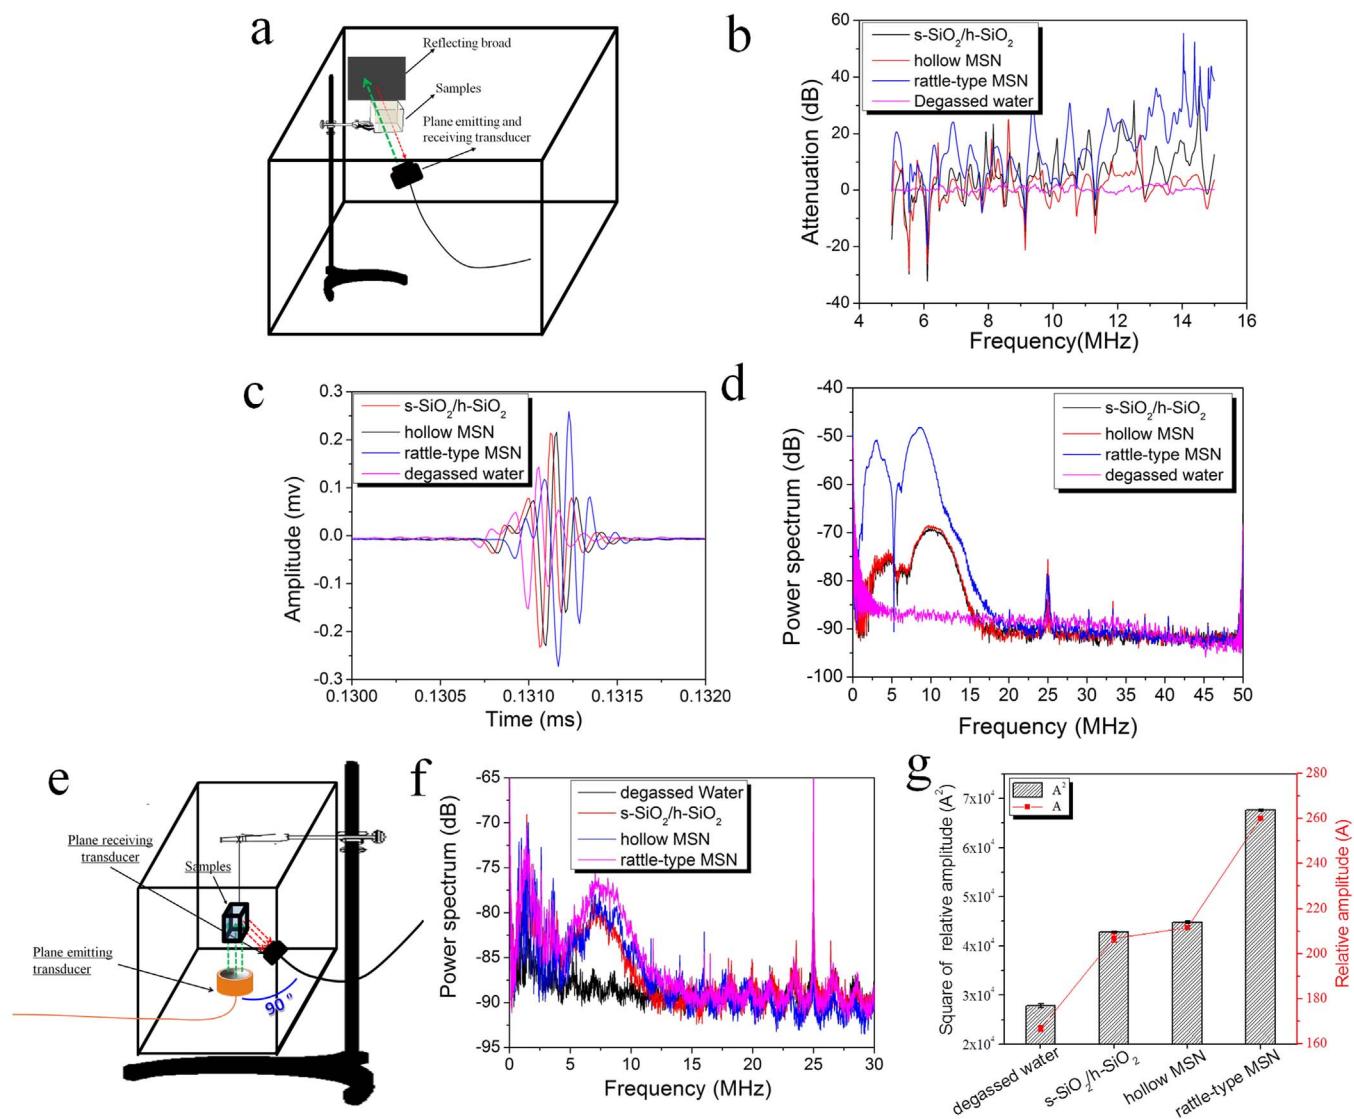 a
Reflecting broad
Samples
Plane emitting and
receiving transducer
b
s-SiO₂/h-SiO₂
hollow MSN
rattle-type MSN
Degassed water
Attenuation (dB)
60
40
20
0
-20
-40
4 6 8 10 12 14 16
Frequency(MHz)
c
s-SiO₂/h-SiO₂
hollow MSN
rattle-type MSN
degassed water
Amplitude (mv)
0.3
0.2
0.1
0.0
-0.1
-0.2
-0.3
0.1300 0.1305 0.1310 0.1315 0.1320
Time (ms)
d
s-SiO₂/h-SiO₂
hollow MSN
rattle-type MSN
degassed water
Power spectrum (dB)
-40
-50
-60
-70
-80
-90
-100
0 5 10 15 20 25 30 35 40 45 50
Frequency (MHz)
e
Plane receiving
transducer
Samples
Plane emitting
transducer
90 °
f
degassed Water
s-SiO₂/h-SiO₂
hollow MSN
rattle-type MSN
Power spectrum (dB)
-65
-70
-75
-80
-85
-90
-95
0 5 10 15 20 25 30
Frequency (MHz)
g
A²
A
Square of relative amplitude (A²)
7x10⁴
6x10⁴
5x10⁴
4x10⁴
3x10⁴
2x10⁴
280
260
240
220
200
180
160
Relative amplitude (A)
degassed water
s-SiO₂/h-SiO₂
hollow MSN
rattle-type MSN